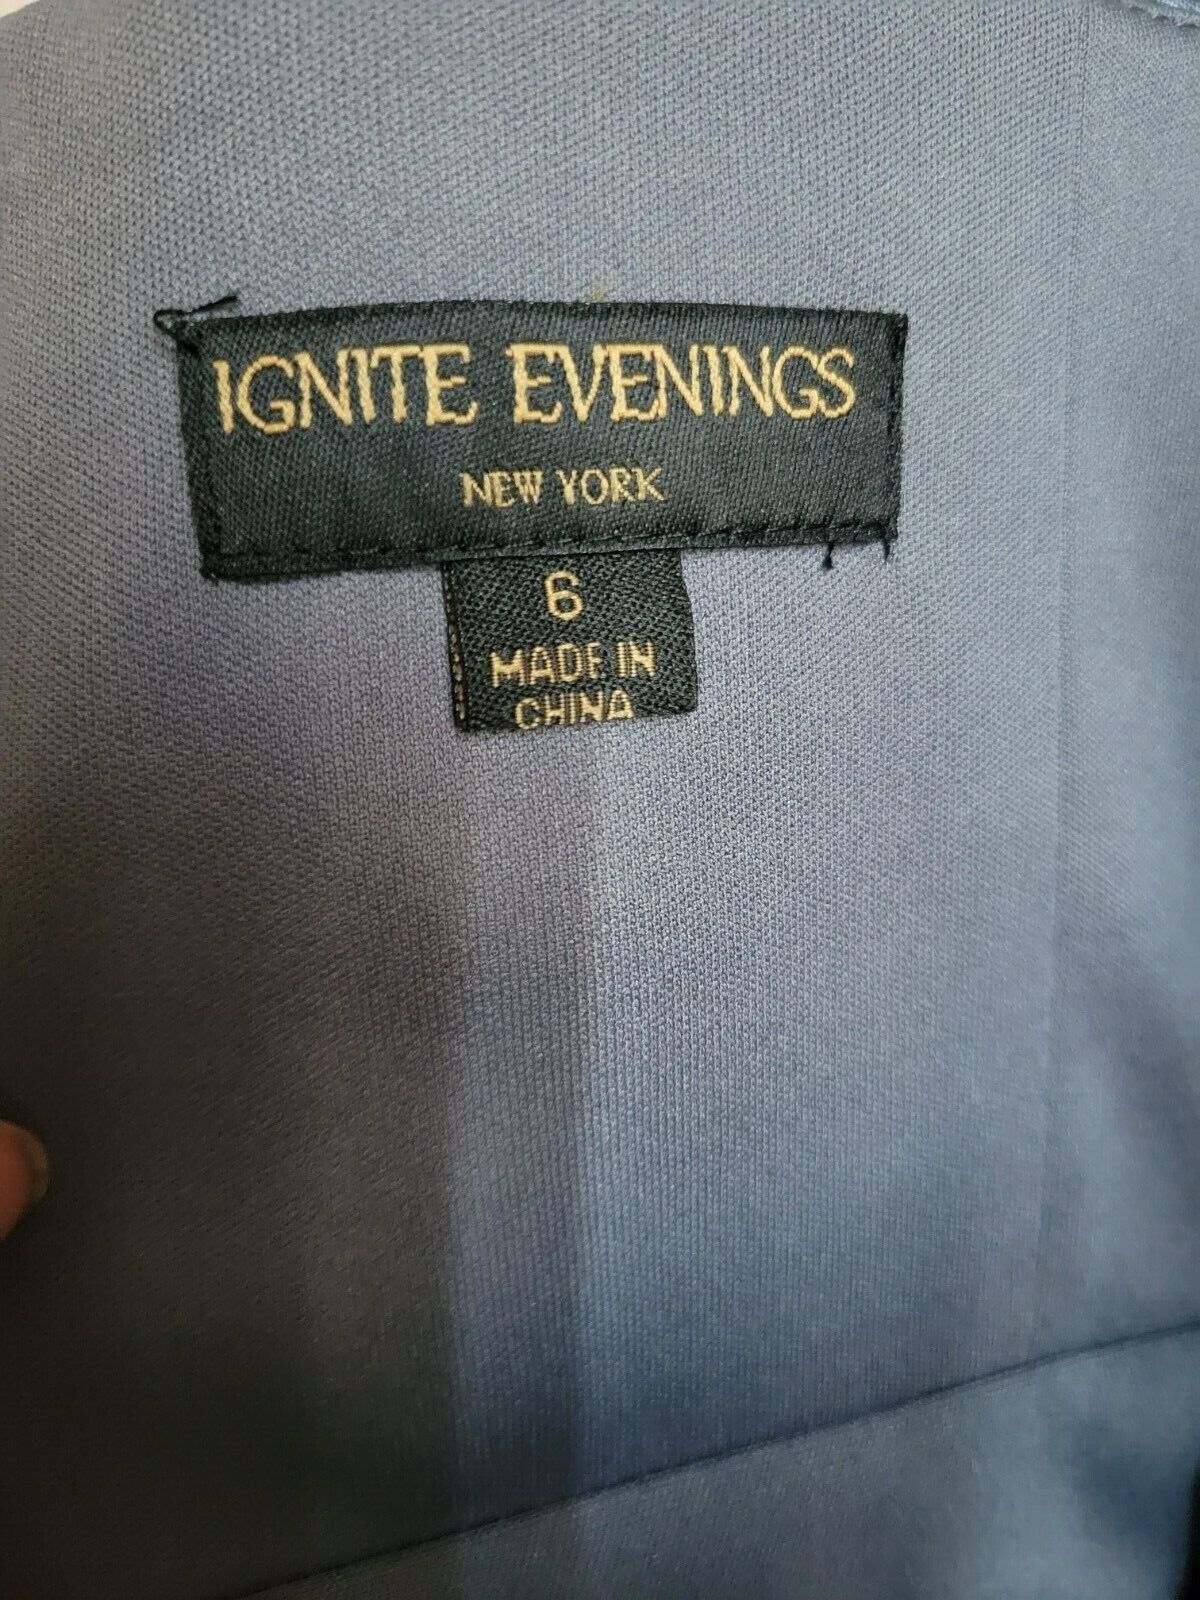 IGNITE EVENINGS
NEW YORK
6
MADE IN
CHINA